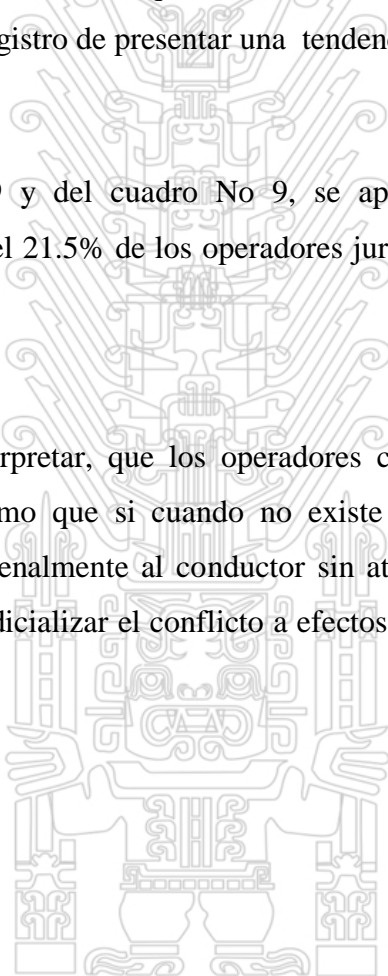 gistro de presentar una tendenc
y del cuadro No 9, se ap
el 21.5% de los operadores jur
rpretar, que los operadores c
mo que si cuando no existe
enalmente al conductor sin at
dicializar el conflicto a efectos